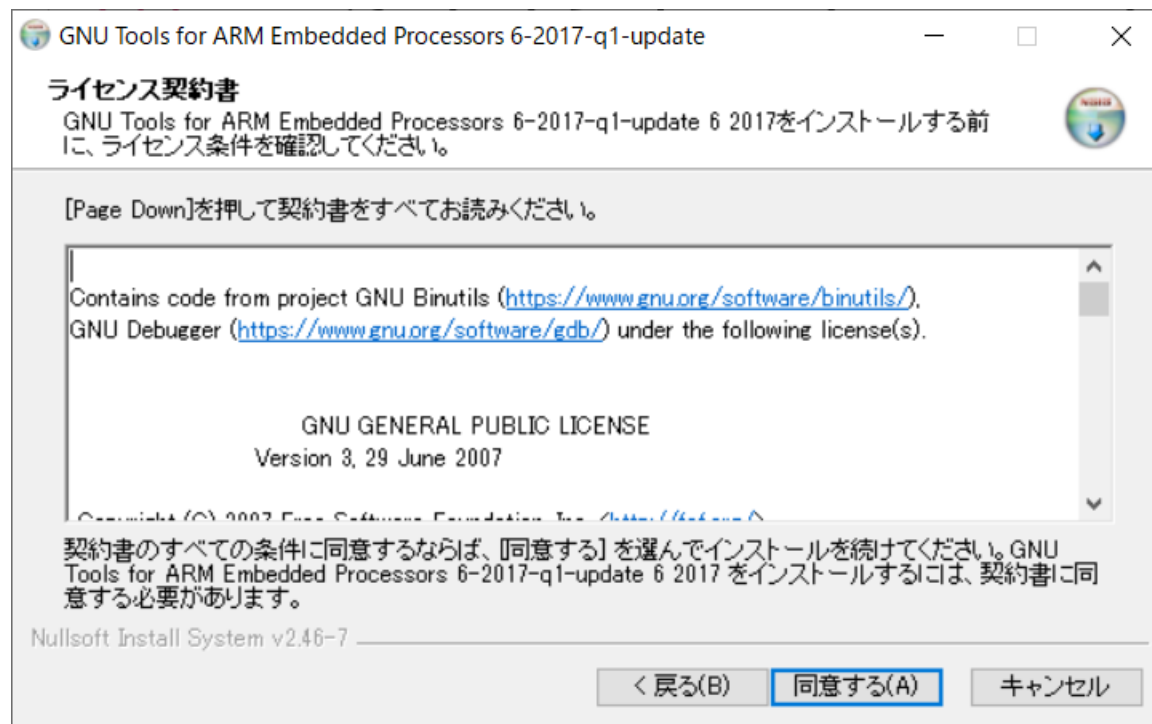 GNU Tools for ARM Embedded Processors 6-2017-q1-update
ライセンス契約書
GNU Tools for ARM Embedded Processors 6-2017-q1-update 6 2017をインストールする前
に、ライセンス条件を確認してください。
[Page Down]を押して契約書をすべてお読みください。
Contains code from project GNU Binutils (https://www.gnu.org/software/binutils/),
GNU Debugger (https://www.gnu.org/software/gdb/) under the following license(s).
GNU GENERAL PUBLIC LICENSE
Version 3, 29 June 2007
Copyright (C) 2007 Free Software Foundation, Inc. <http://fsf.org/>
契約書のすべての条件に同意するならば、[同意する] を選んでインストールを続けてください。GNU
Tools for ARM Embedded Processors 6-2017-q1-update 6 2017 をインストールするには、契約書に同
意する必要があります。
Nullsoft Install System v2.46-7
< 戻る(B)
同意する(A)
キャンセル